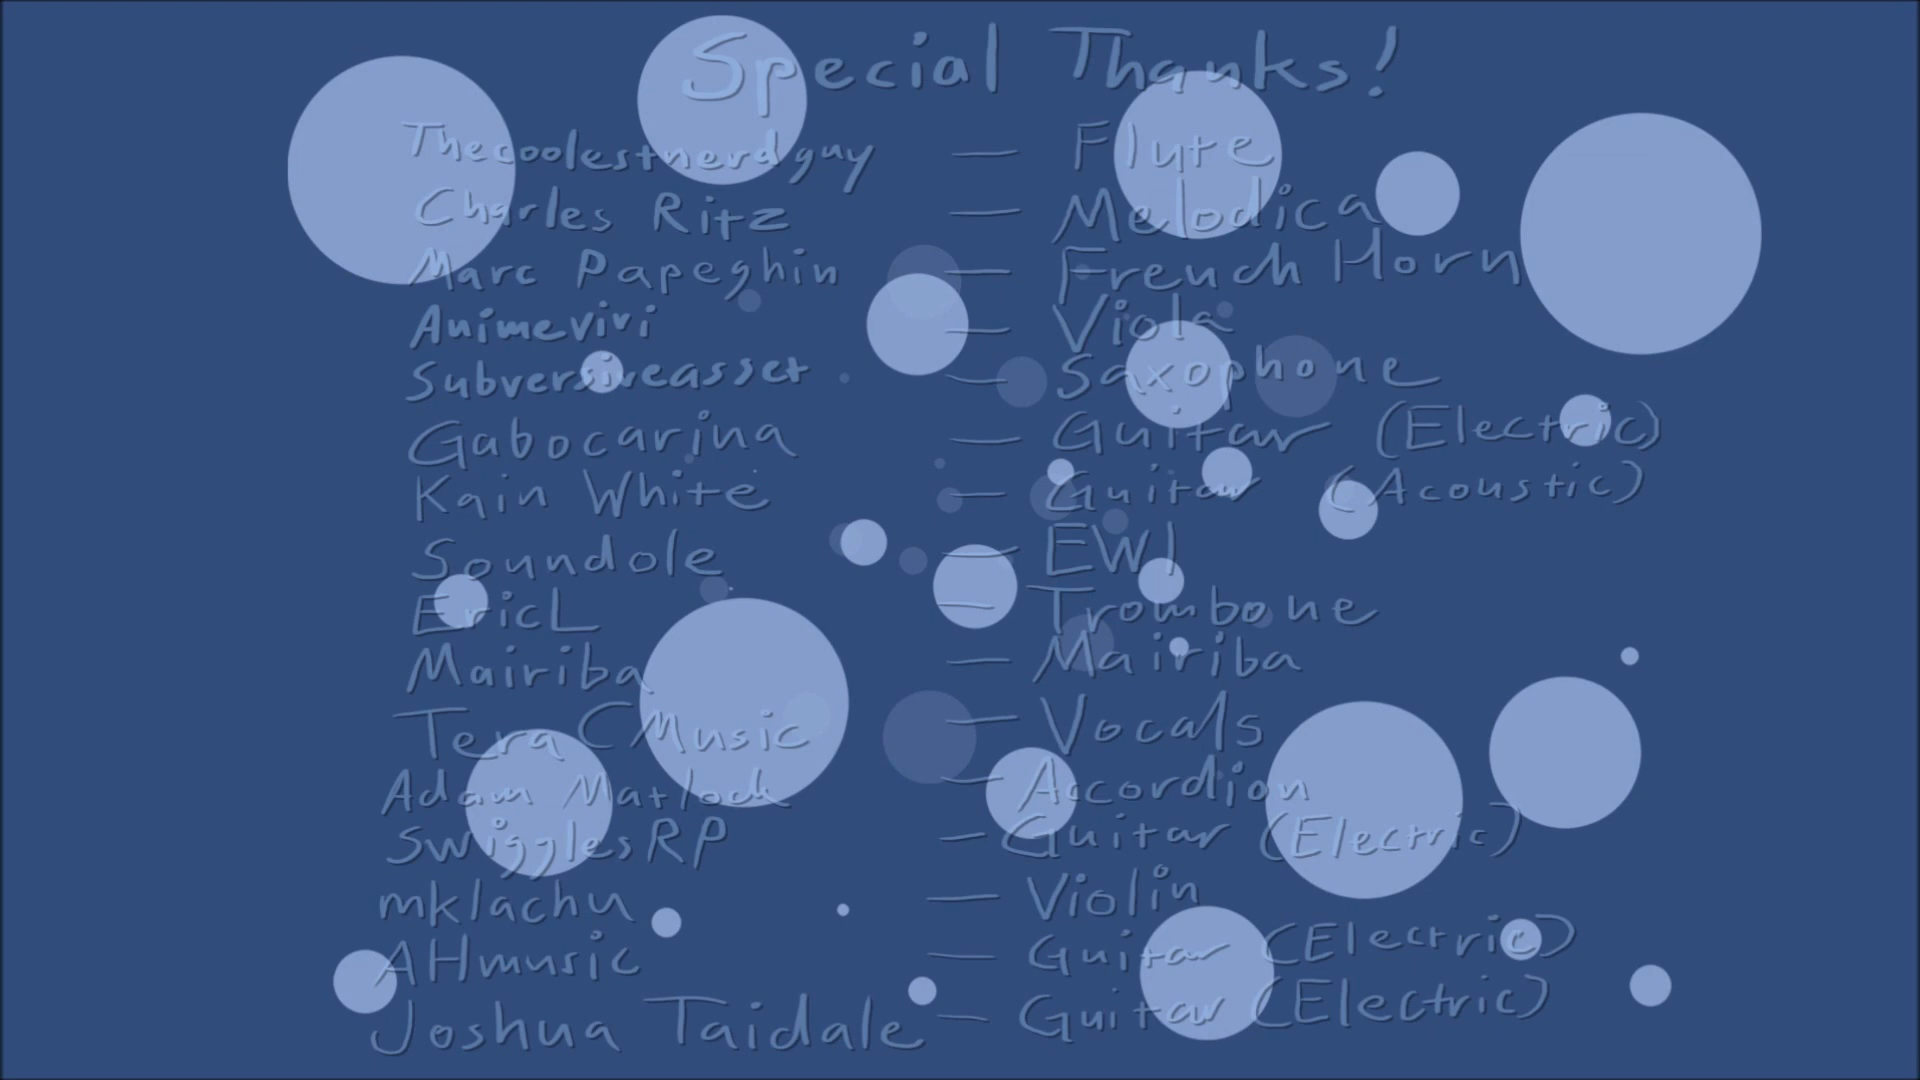 Special Thanks!
Thecoolestnerdguy — Flute
Charles Ritz — Melodica
Marc Papeghin — French Horn
Animevivi — Viola
Subversiveasset — Saxophone
Gabocarina — Guitar (Electric)
Kain White — Guitar (Acoustic)
Soundole — EWI
EricL — Trombone
Mairiba — Mairiba
Tera CMusic — Vocals
Adam Matlock — Accordion
SwigglesRP — Guitar (Electric)
mklachu — Violin
AHmusic — Guitar (Electric)
Joshua Taidale — Guitar (Electric)